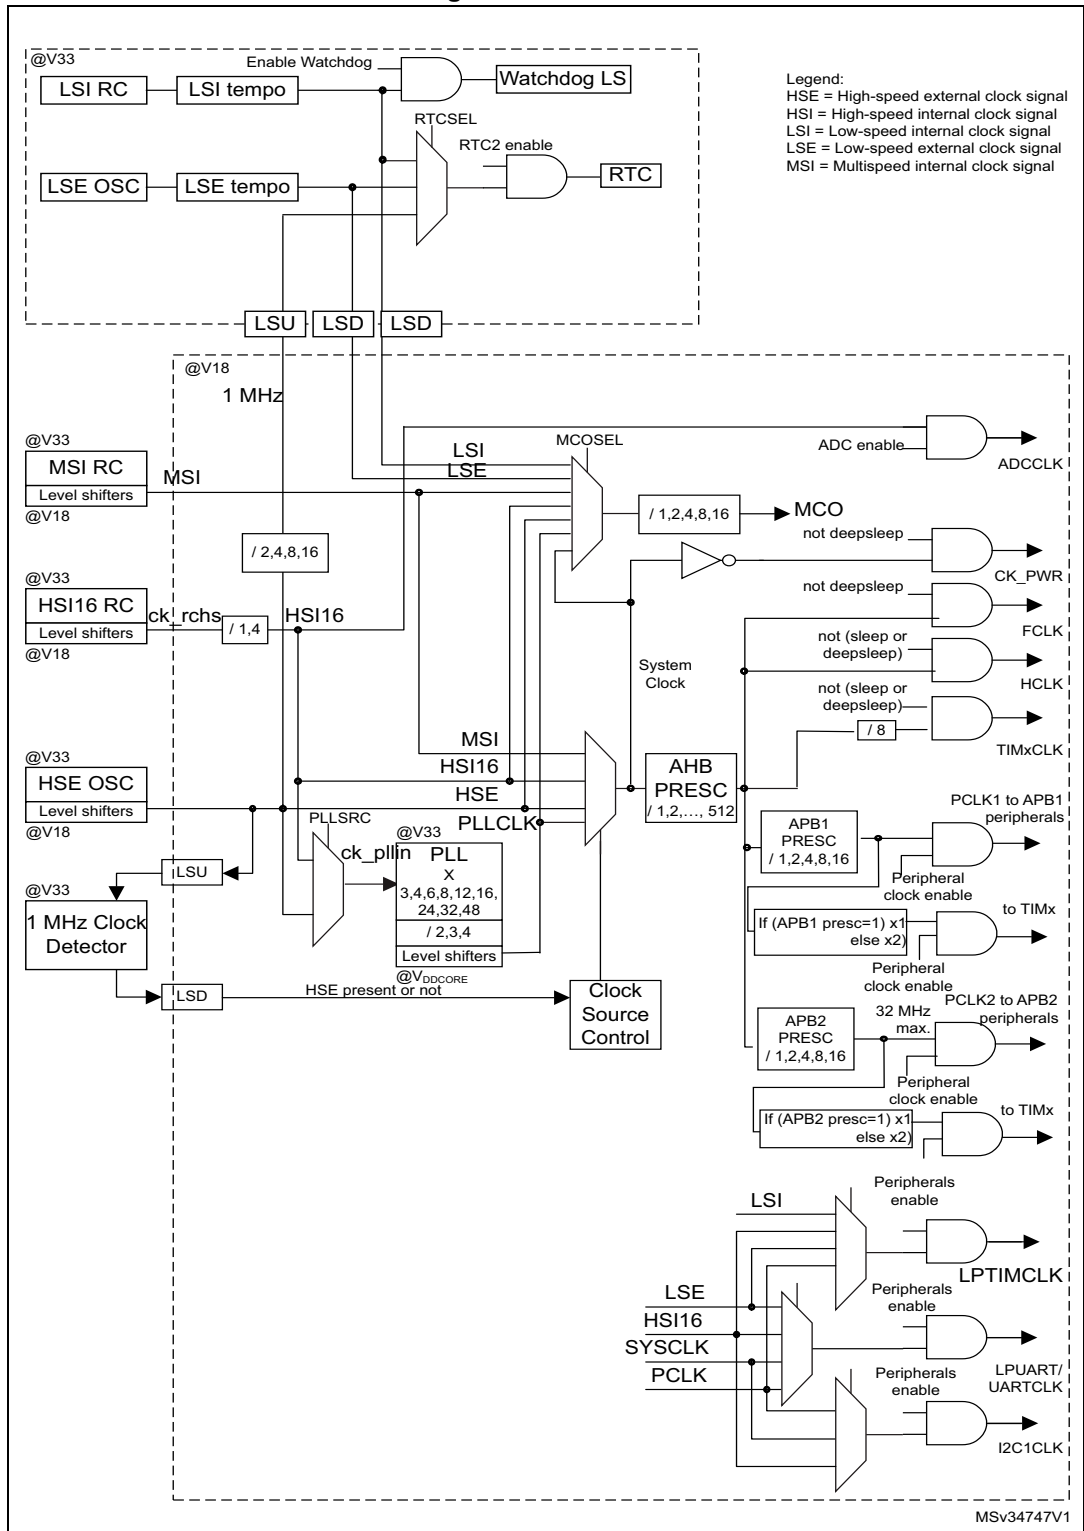 @V33
Enable Watchdog
LSI RC
LSI tempo
Watchdog LS
Legend:
HSE = High-speed external clock signal
HSI = High-speed internal clock signal
LSI = Low-speed internal clock signal
LSE = Low-speed external clock signal
MSI = Multispeed internal clock signal
RTCSEL
RTC2 enable
LSE OSC
LSE tempo
RTC
LSU
LSD
LSD
@V18
1 MHz
@V33
MSI RC
Level shifters
@V18
MSI
LSI
LSE
MCOSEL
ADC enable
ADCCLK
/ 1,2,4,8,16
MCO
not deepsleep
CK_PWR
/ 2,4,8,16
@V33
HSI16 RC
Level shifters
@V18
ck_rchs
/ 1,4
HSI16
not deepsleep
FCLK
System
Clock
not (sleep or
deepsleep)
HCLK
not (sleep or
deepsleep)
/ 8
TIMxCLK
@V33
HSE OSC
Level shifters
@V18
MSI
HSI16
HSE
PLLCLK
AHB
PRESC
/ 1,2,..., 512
PLLSRC
ck_pllin
@V33
PLL
X
3,4,6,8,12,16,
24,32,48
/ 2,3,4
Level shifters
@VDDCORE
APB1
PRESC
/ 1,2,4,8,16
PCLK1 to APB1
peripherals
Peripheral
clock enable
LSU
@V33
1 MHz Clock
Detector
LSD
HSE present or not
Clock
Source
Control
If (APB1 presc=1) x1
else x2)
to TIMx
Peripheral
clock enable
APB2
PRESC
/ 1,2,4,8,16
32 MHz
max.
PCLK2 to APB2
peripherals
Peripheral
clock enable
If (APB2 presc=1) x1
else x2)
to TIMx
LSI
Peripherals
enable
LPTIMCLK
LSE
HSI16
SYSCLK
PCLK
Peripherals
enable
LPUART/
UARTCLK
Peripherals
enable
I2C1CLK
MSv34747V1